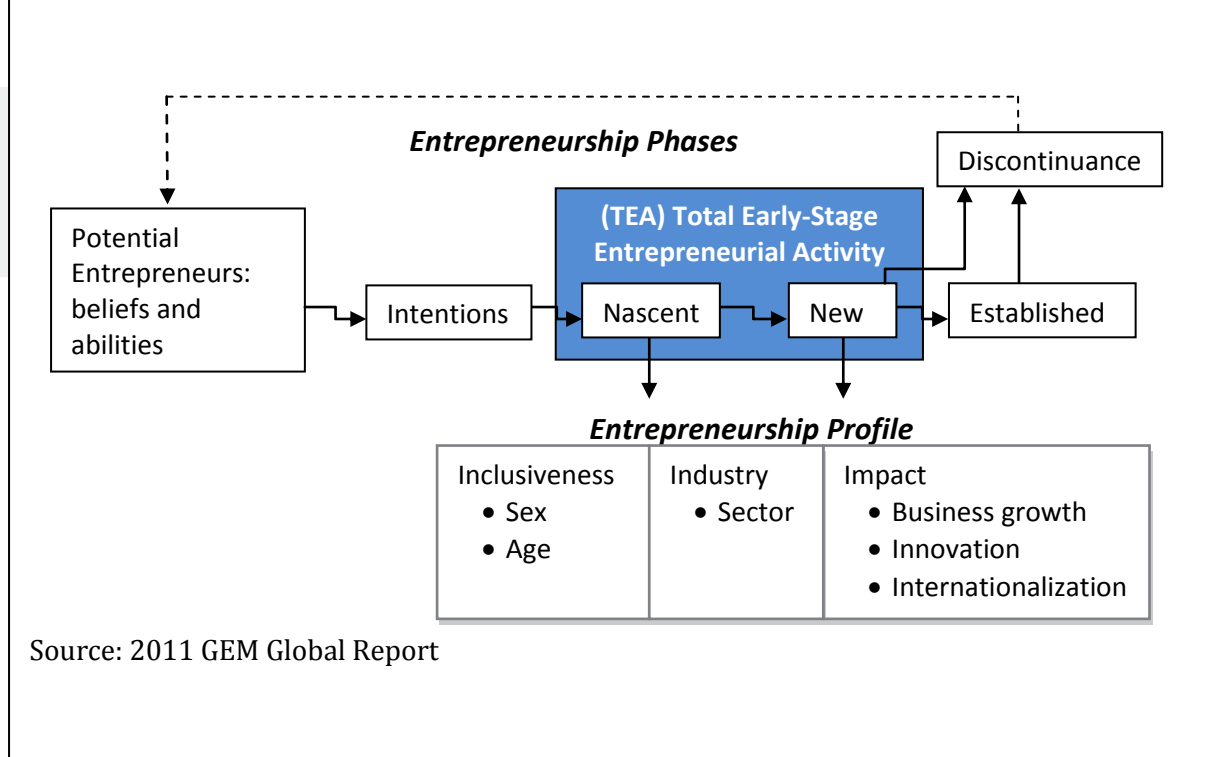 Entrepreneurship Phases
Discontinuance
(TEA) Total Early-Stage
Entrepreneurial Activity
Potential
Entrepreneurs:
beliefs and
abilities
Intentions
Nascent
New
Established
Entrepreneurship Profile
Inclusiveness
• Sex
• Age
Industry
• Sector
Impact
• Business growth
• Innovation
• Internationalization
Source: 2011 GEM Global Report